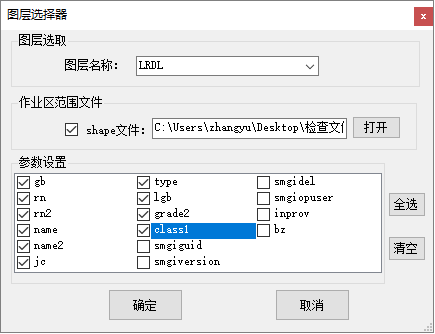 图层选择器
x
图层选取
图层名称： LRDL
作业区范围文件
shape文件： C:\Users\zhangyu\Desktop\检查文 打开
参数设置
gb type smgidel
rn lgb smgiopuser
rn2 grade2 inprov
name class1 bz
name2 smgiguid
jc smgiversion
全选
清空
确定 取消